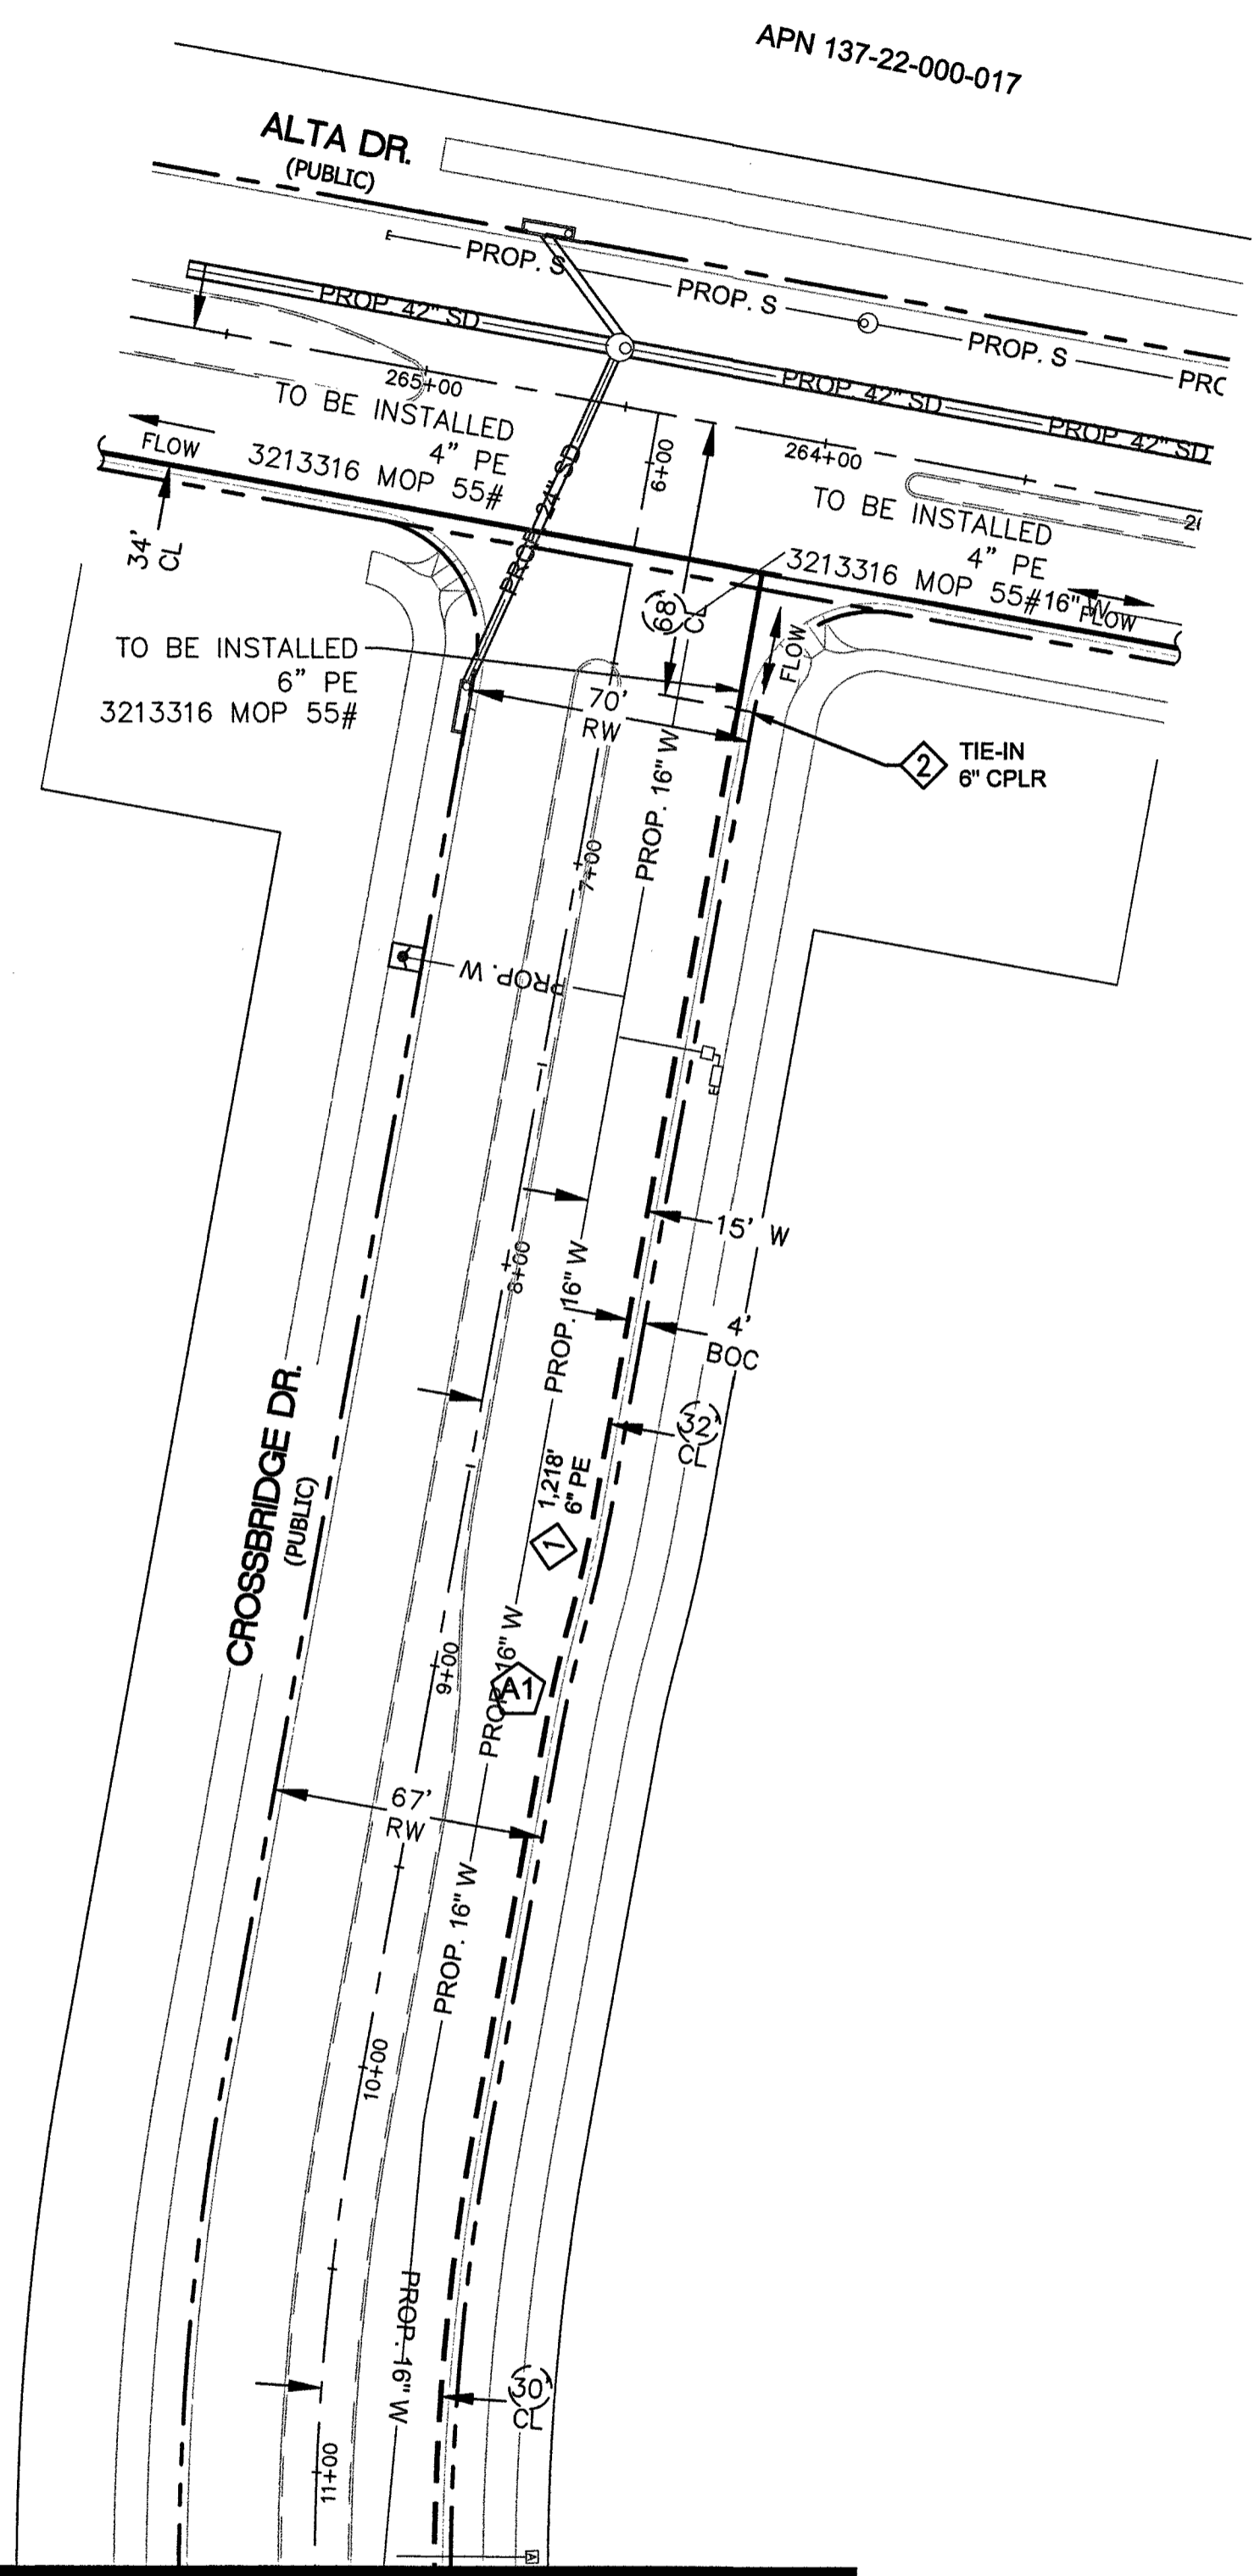 APN 137-22-000-017
ALTA DR.
(PUBLIC)
PROP. S
PROP. S
PROP. S
PROP. 42" SD
PROP. 42" SD
PROP. 42" SD
265+00
264+00
6+00
TO BE INSTALLED
4" PE
3213316 MOP 55#
FLOW
34'
CL
PROP. 24" SD
TO BE INSTALLED
4" PE
3213316 MOP 55#
16" W
FLOW
68'
CL
FLOW
TO BE INSTALLED
6" PE
3213316 MOP 55#
70'
RW
2
TIE-IN
6" CPLR
PROP. 16" W
7+00
PROP. W
15' W
8+00
PROP. 16" W
4'
BOC
32'
CL
CROSSBRIDGE DR.
(PUBLIC)
1
1,218'
6" PE
9+00
PROP. 16" W
A1
67'
RW
PROP. 16" W
10+00
PROP. 16" W
30'
CL
11+00